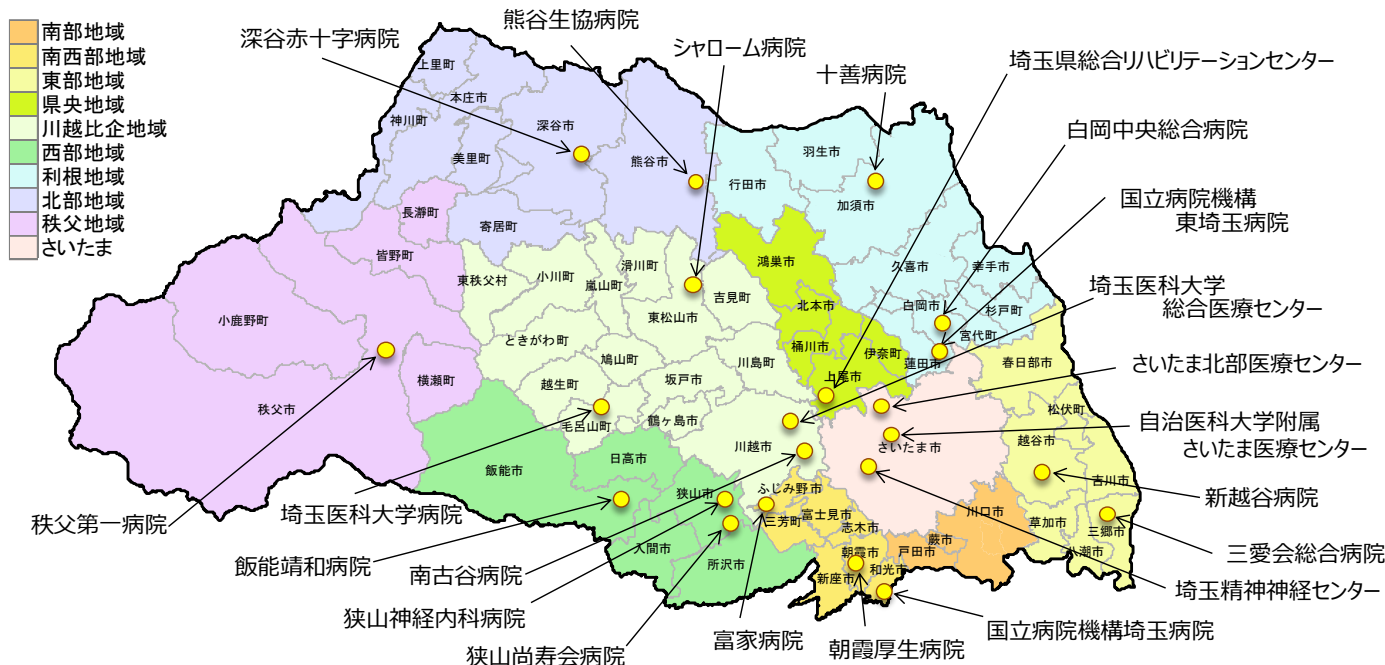 南部地域
南西部地域
東部地域
県央地域
川越比企地域
西部地域
利根地域
北部地域
秩父地域
さいたま
深谷赤十字病院
熊谷生協病院
シャローム病院
十善病院
埼玉県総合リハビリテーションセンター
白岡中央総合病院
国立病院機構
東埼玉病院
埼玉医科大学
総合医療センター
さいたま北部医療センター
自治医科大学附属
さいたま医療センター
新越谷病院
三愛会総合病院
埼玉精神神経センター
国立病院機構埼玉病院
朝霞厚生病院
富家病院
狭山尚寿会病院
狭山神経内科病院
南古谷病院
飯能靖和病院
埼玉医科大学病院
秩父第一病院
上里町
本庄市
神川町
美里町
深谷市
熊谷市
寄居町
長瀞町
皆野町
小鹿野町
秩父市
横瀬町
東秩父村
小川町
嵐山町
滑川町
吉見町
東松山市
ときがわ町
鳩山町
川島町
越生町
坂戸市
毛呂山町
鶴ヶ島市
川越市
行田市
羽生市
加須市
鴻巣市
久喜市
幸手市
北本市
白岡市
杉戸町
宮代町
桶川市
伊奈町
蓮田市
上尾市
春日部市
松伏町
さいたま市
越谷市
吉川市
飯能市
日高市
狭山市
入間市
所沢市
ふじみ野市
三芳町
富士見市
志木市
朝霞市
新座市
和光市
戸田市
蕨市
川口市
草加市
三郷市
八潮市